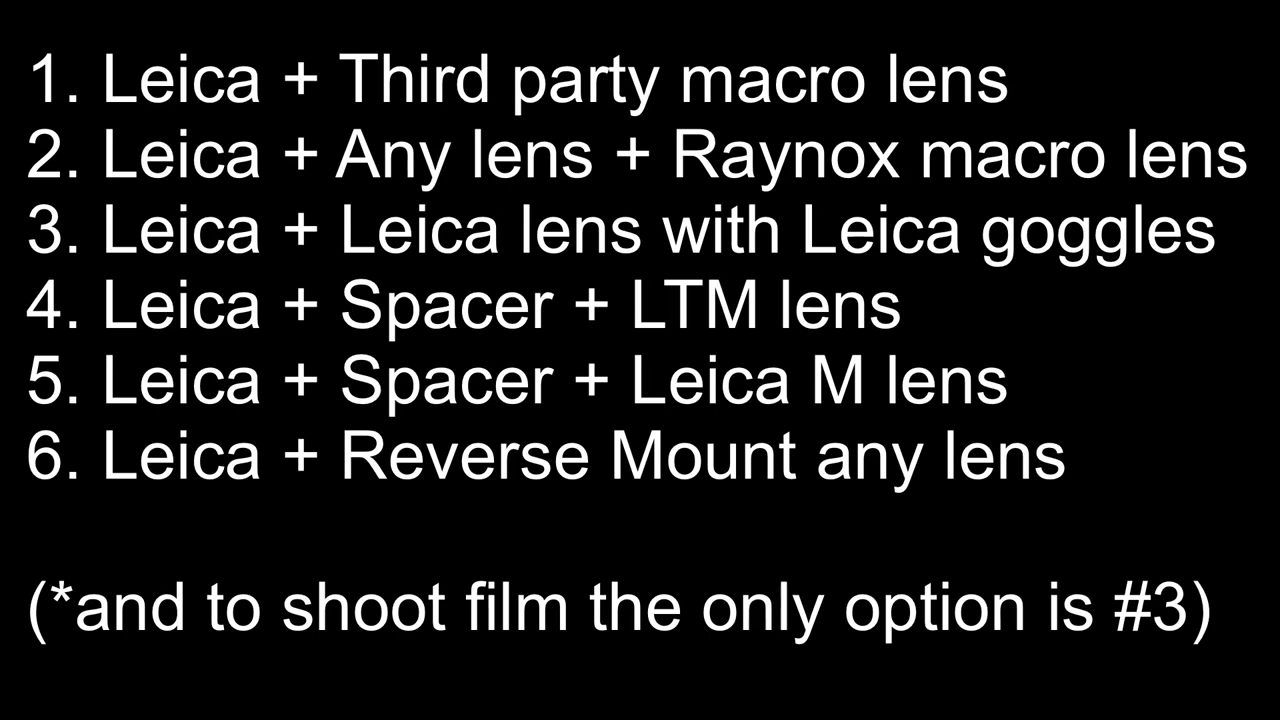 1. Leica + Third party macro lens
2. Leica + Any lens + Raynox macro lens
3. Leica + Leica lens with Leica goggles
4. Leica + Spacer + LTM lens
5. Leica + Spacer + Leica M lens
6. Leica + Reverse Mount any lens
(*and to shoot film the only option is #3)